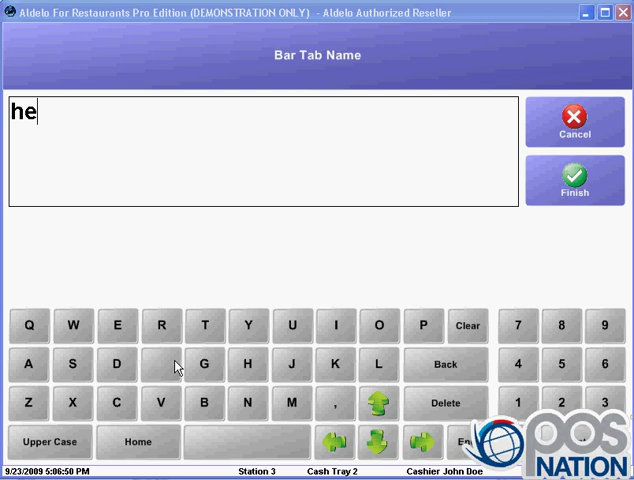 Aldelo For Restaurants Pro Edition (DEMONSTRATION ONLY) - Aldelo Authorized Reseller
Bar Tab Name
he
Cancel
Finish
Q W E R T Y U I O P Clear 7 8 9
A S D G H J K L Back 4 5 6
Z X C V B N M , Delete 1 2 3
Upper Case Home
POS NATION
9/23/2009 5:06:50 PM Station 3 Cash Tray 2 Cashier John Doe